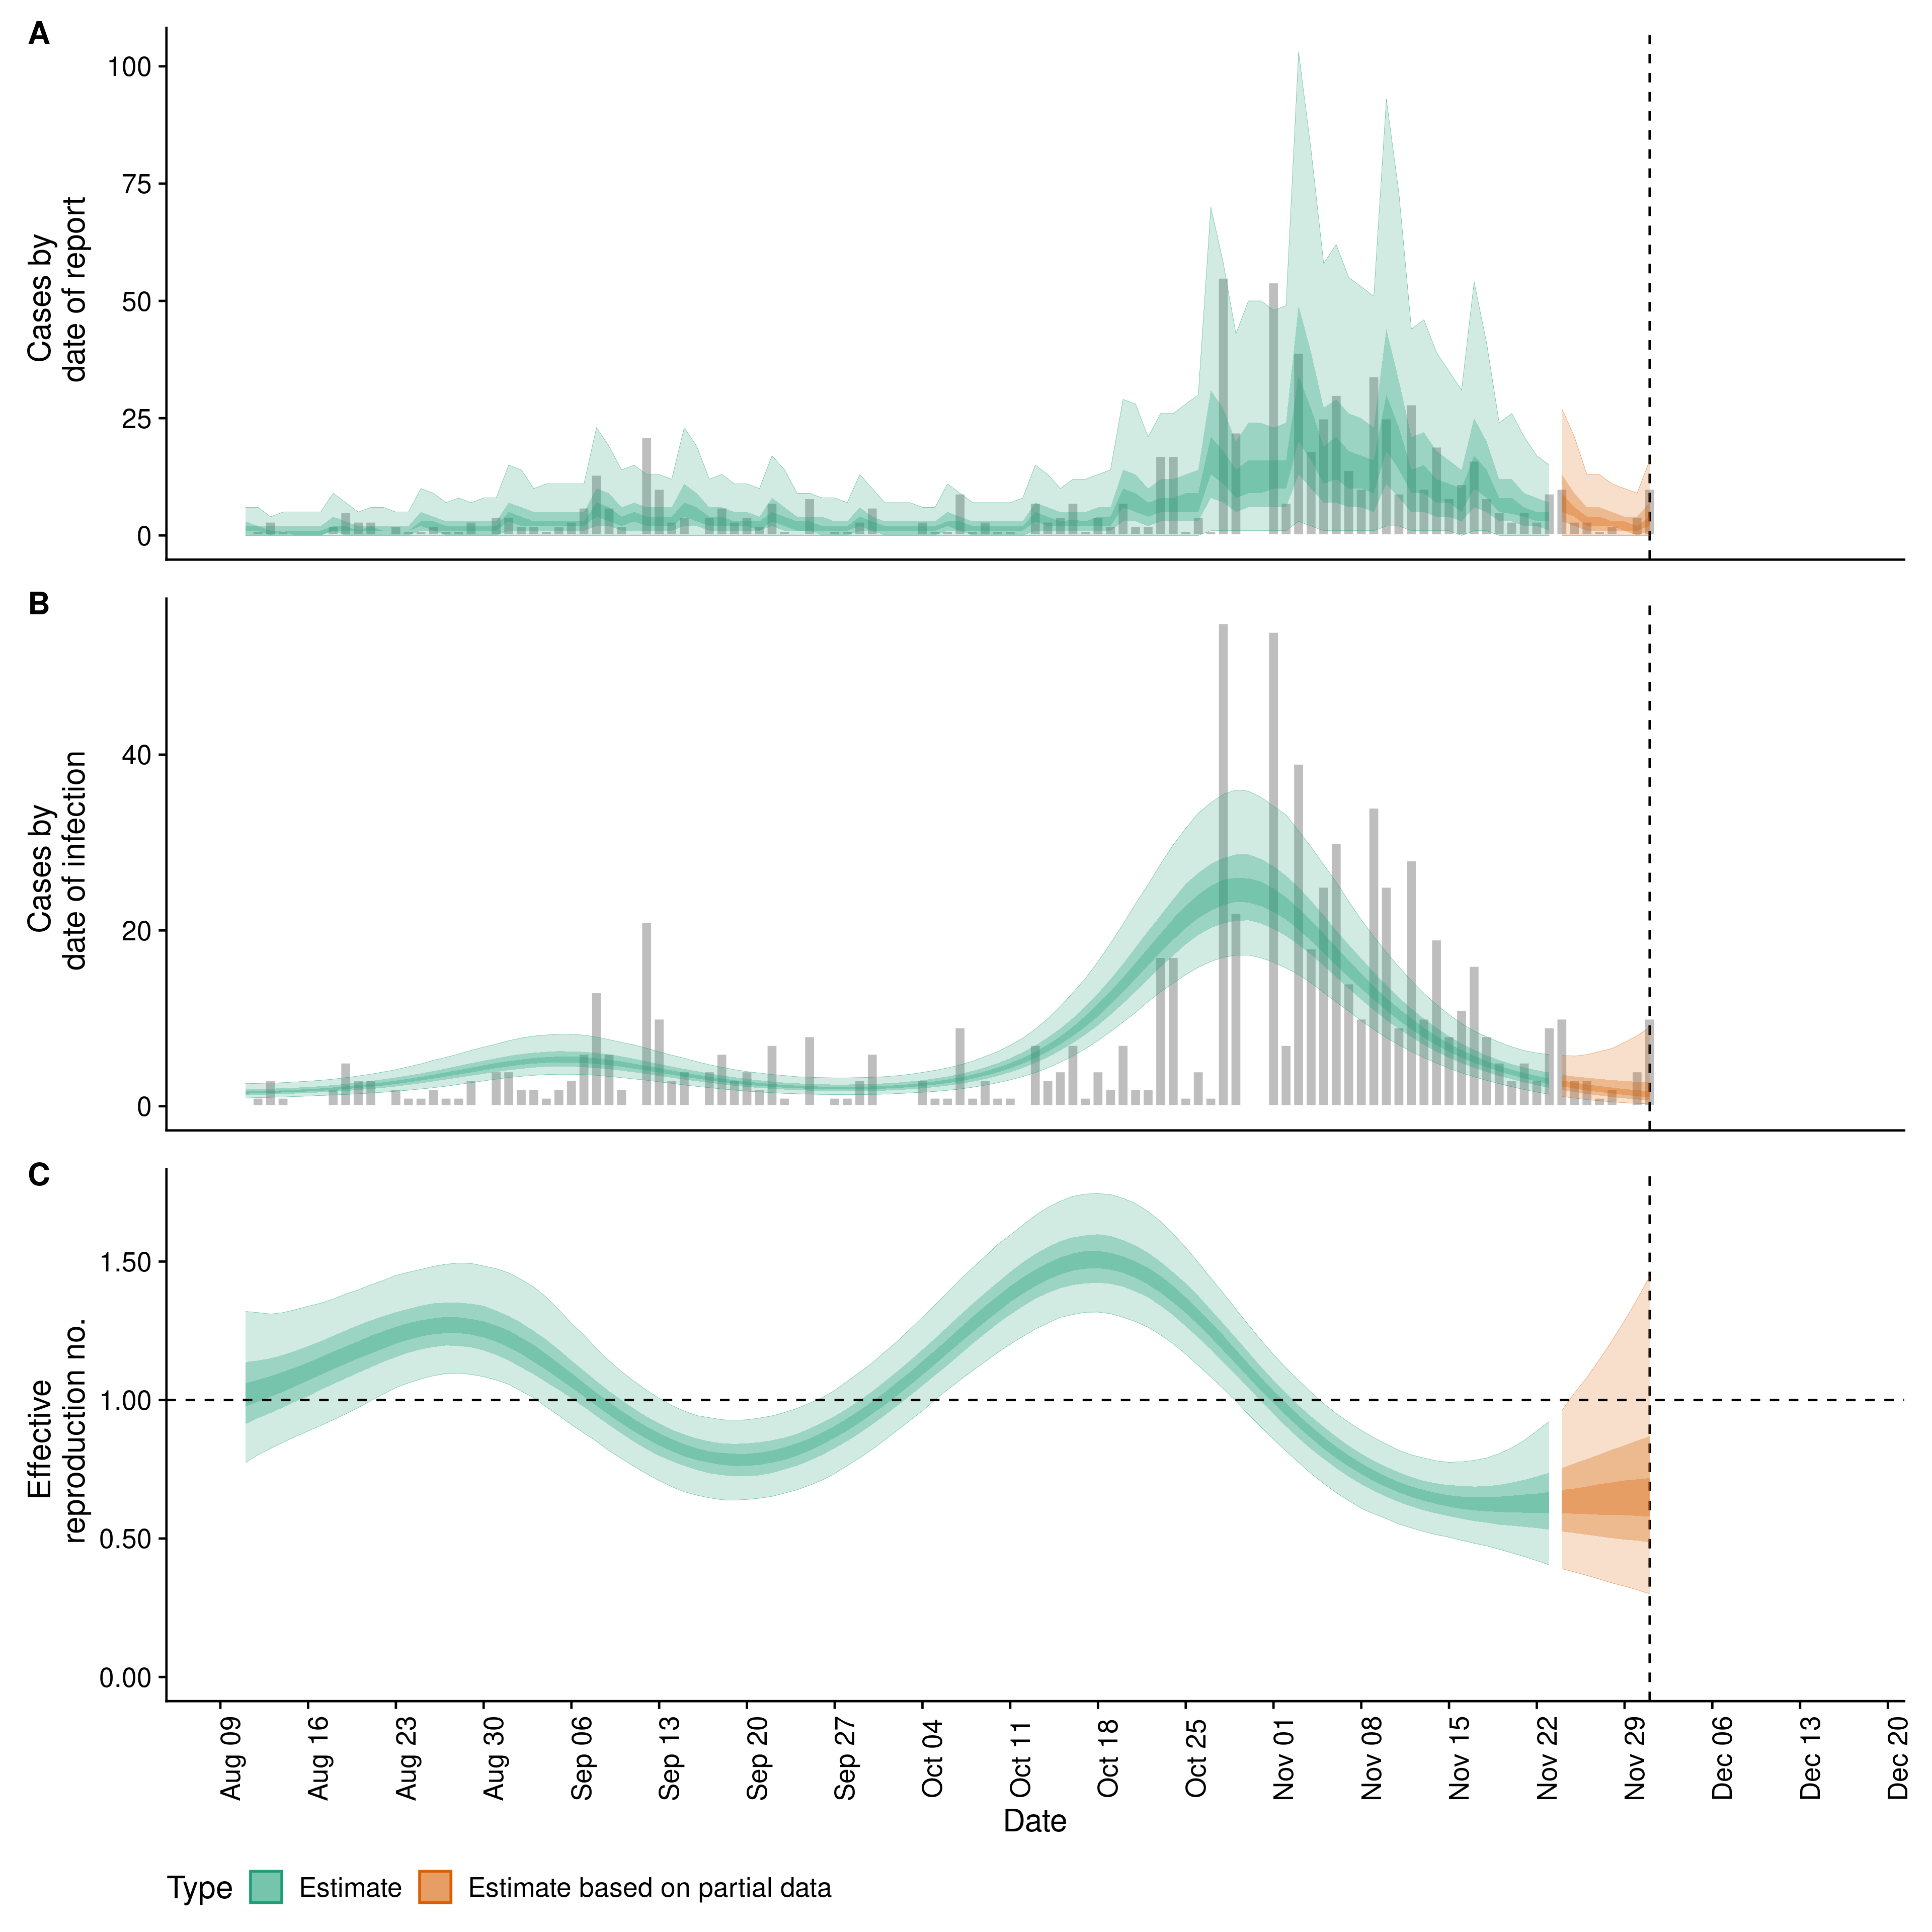 A
100
75
50
25
0
Cases by
date of report
B
40
20
0
Cases by
date of infection
C
1.50
1.00
0.50
0.00
Effective
reproduction no.
Aug 09
Aug 16
Aug 23
Aug 30
Sep 06
Sep 13
Sep 20
Sep 27
Oct 04
Oct 11
Oct 18
Oct 25
Nov 01
Nov 08
Nov 15
Nov 22
Nov 29
Dec 06
Dec 13
Dec 20
Date
Type Estimate Estimate based on partial data